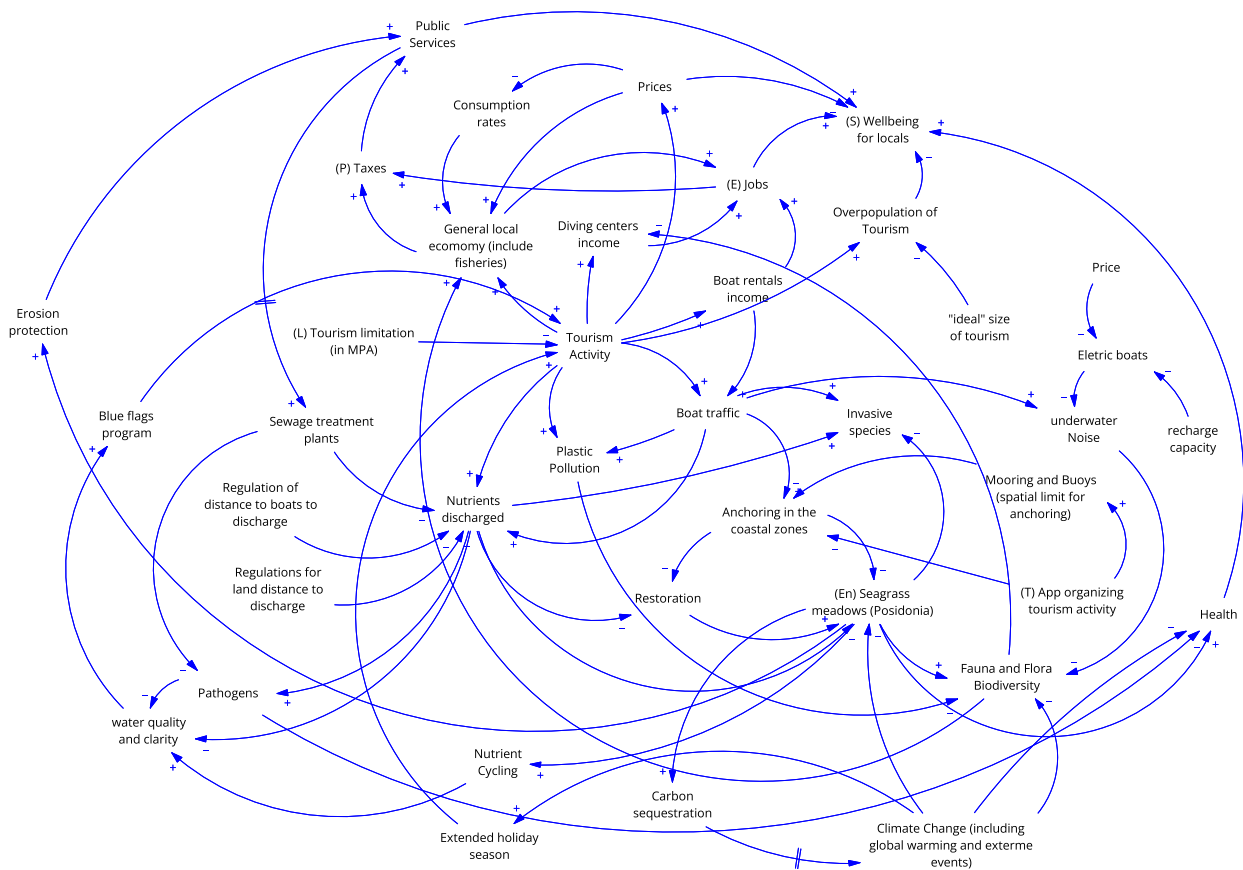 Public
Services
Prices
Consumption
rates
(S) Wellbeing
for locals
(P) Taxes
(E) Jobs
General local
ecomomy (include
fisheries)
Diving centers
income
Overpopulation of
Tourism
Boat rentals
income
Price
Erosion
protection
(L) Tourism limitation
(in MPA)
Tourism
Activity
"ideal" size
of tourism
Eletric boats
Blue flags
program
Sewage treatment
plants
Boat traffic
Invasive
species
underwater
Noise
recharge
capacity
Plastic
Pollution
Regulation of
distance to boats to
discharge
Nutrients
discharged
Anchoring in the
coastal zones
Mooring and Buoys
(spatial limit for
anchoring)
Regulations for
land distance to
discharge
Restoration
(En) Seagrass
meadows (Posidonia)
(T) App organizing
tourism activity
Health
Pathogens
Fauna and Flora
Biodiversity
water quality
and clarity
Nutrient
Cycling
Carbon
sequestration
Extended holiday
season
Climate Change (including
global warming and exterme
events)